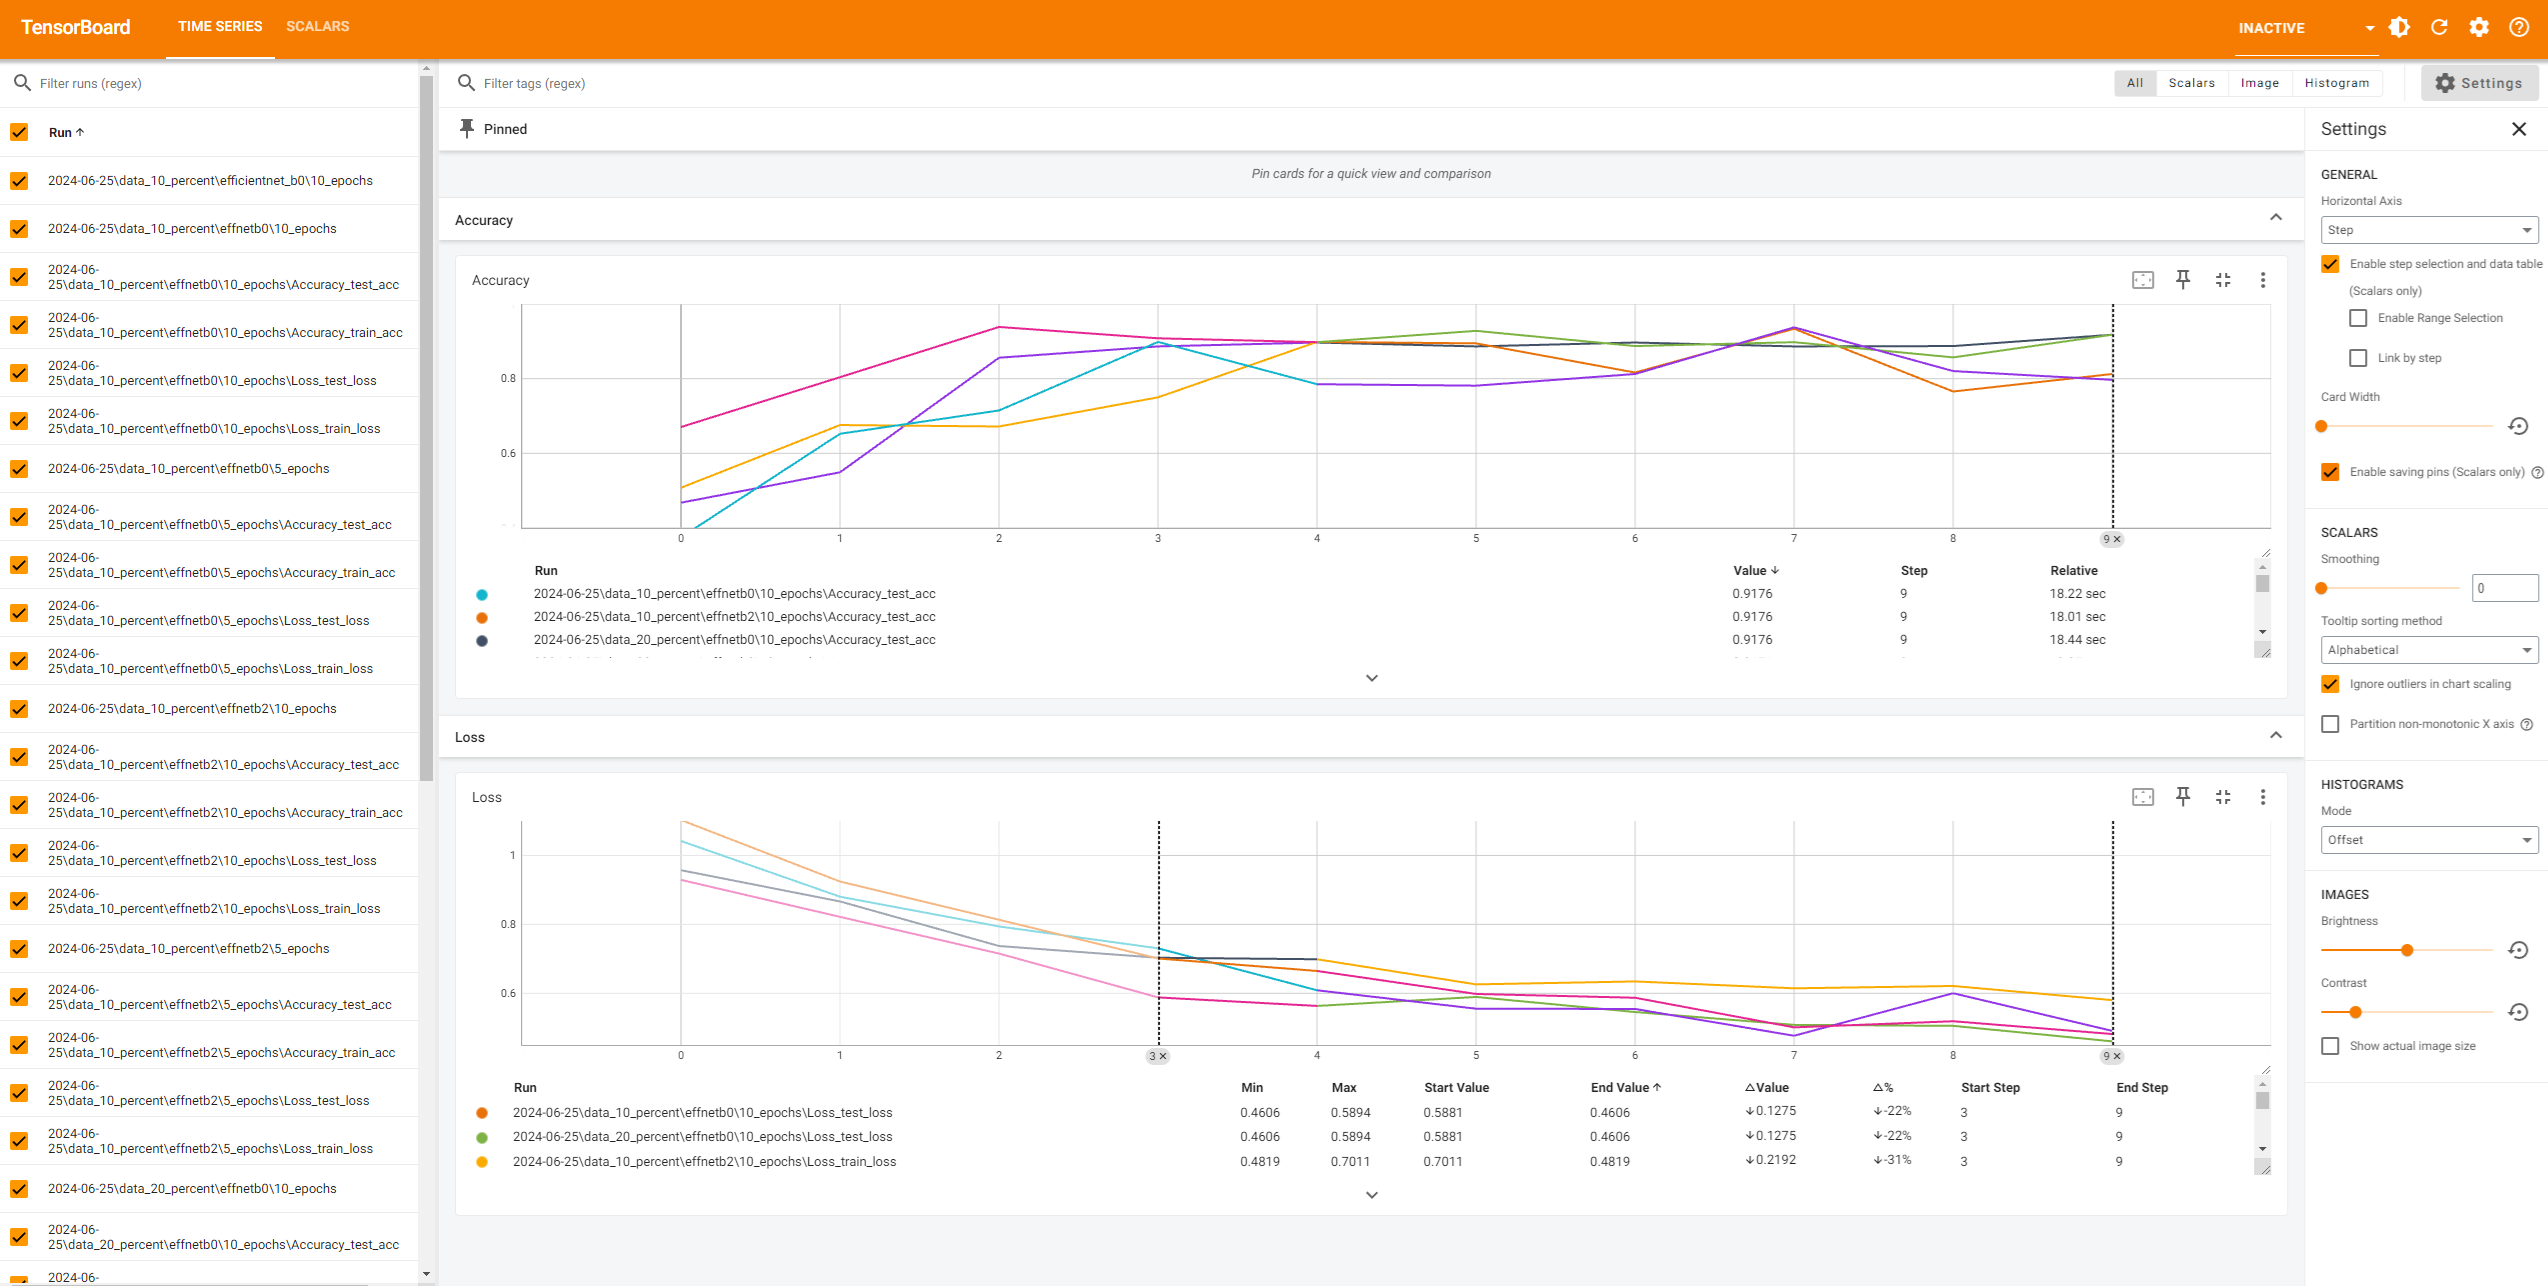 TensorBoard TIME SERIES SCALARS INACTIVE
Filter runs (regex)
Run
2024-06-25\data_10_percent\efficientnet_b0\10_epochs
2024-06-25\data_10_percent\effnetb0\10_epochs
2024-06-
25\data_10_percent\effnetb0\10_epochs\Accuracy_test_acc
2024-06-
25\data_10_percent\effnetb0\10_epochs\Accuracy_train_acc
2024-06-
25\data_10_percent\effnetb0\10_epochs\Loss_test_loss
2024-06-
25\data_10_percent\effnetb0\10_epochs\Loss_train_loss
2024-06-25\data_10_percent\effnetb0\5_epochs
2024-06-
25\data_10_percent\effnetb0\5_epochs\Accuracy_test_acc
2024-06-
25\data_10_percent\effnetb0\5_epochs\Accuracy_train_acc
2024-06-
25\data_10_percent\effnetb0\5_epochs\Loss_test_loss
2024-06-
25\data_10_percent\effnetb0\5_epochs\Loss_train_loss
2024-06-25\data_10_percent\effnetb2\10_epochs
2024-06-
25\data_10_percent\effnetb2\10_epochs\Accuracy_test_acc
2024-06-
25\data_10_percent\effnetb2\10_epochs\Accuracy_train_acc
2024-06-
25\data_10_percent\effnetb2\10_epochs\Loss_test_loss
2024-06-
25\data_10_percent\effnetb2\10_epochs\Loss_train_loss
2024-06-25\data_10_percent\effnetb2\5_epochs
2024-06-
25\data_10_percent\effnetb2\5_epochs\Accuracy_test_acc
2024-06-
25\data_10_percent\effnetb2\5_epochs\Accuracy_train_acc
2024-06-
25\data_10_percent\effnetb2\5_epochs\Loss_test_loss
2024-06-
25\data_10_percent\effnetb2\5_epochs\Loss_train_loss
2024-06-25\data_20_percent\effnetb0\10_epochs
2024-06-
25\data_20_percent\effnetb0\10_epochs\Accuracy_test_acc
2024-06-
Filter tags (regex) All Scalars Image Histogram Settings
Pinned
Pin cards for a quick view and comparison
Accuracy
Accuracy
0.8
0.6
0 1 2 3 4 5 6 7 8 9 ×
Run Value ↓ Step Relative
2024-06-25\data_10_percent\effnetb0\10_epochs\Accuracy_test_acc 0.9176 9 18.22 sec
2024-06-25\data_10_percent\effnetb2\10_epochs\Accuracy_test_acc 0.9176 9 18.01 sec
2024-06-25\data_20_percent\effnetb0\10_epochs\Accuracy_test_acc 0.9176 9 18.44 sec
Loss
Loss
1
0.8
0.6
0 1 2 3 × 4 5 6 7 8 9 ×
Run Min Max Start Value End Value ↑ ΔValue Δ% Start Step End Step
2024-06-25\data_10_percent\effnetb0\10_epochs\Loss_test_loss 0.4606 0.5894 0.5881 0.4606 ↓0.1275 ↓-22% 3 9
2024-06-25\data_20_percent\effnetb0\10_epochs\Loss_test_loss 0.4606 0.5894 0.5881 0.4606 ↓0.1275 ↓-22% 3 9
2024-06-25\data_10_percent\effnetb2\10_epochs\Loss_train_loss 0.4819 0.7011 0.7011 0.4819 ↓0.2192 ↓-31% 3 9
Settings
GENERAL
Horizontal Axis
Step
Enable step selection and data table
(Scalars only)
Enable Range Selection
Link by step
Card Width
Enable saving pins (Scalars only)
SCALARS
Smoothing
0
Tooltip sorting method
Alphabetical
Ignore outliers in chart scaling
Partition non-monotonic X axis
HISTOGRAMS
Mode
Offset
IMAGES
Brightness
Contrast
Show actual image size